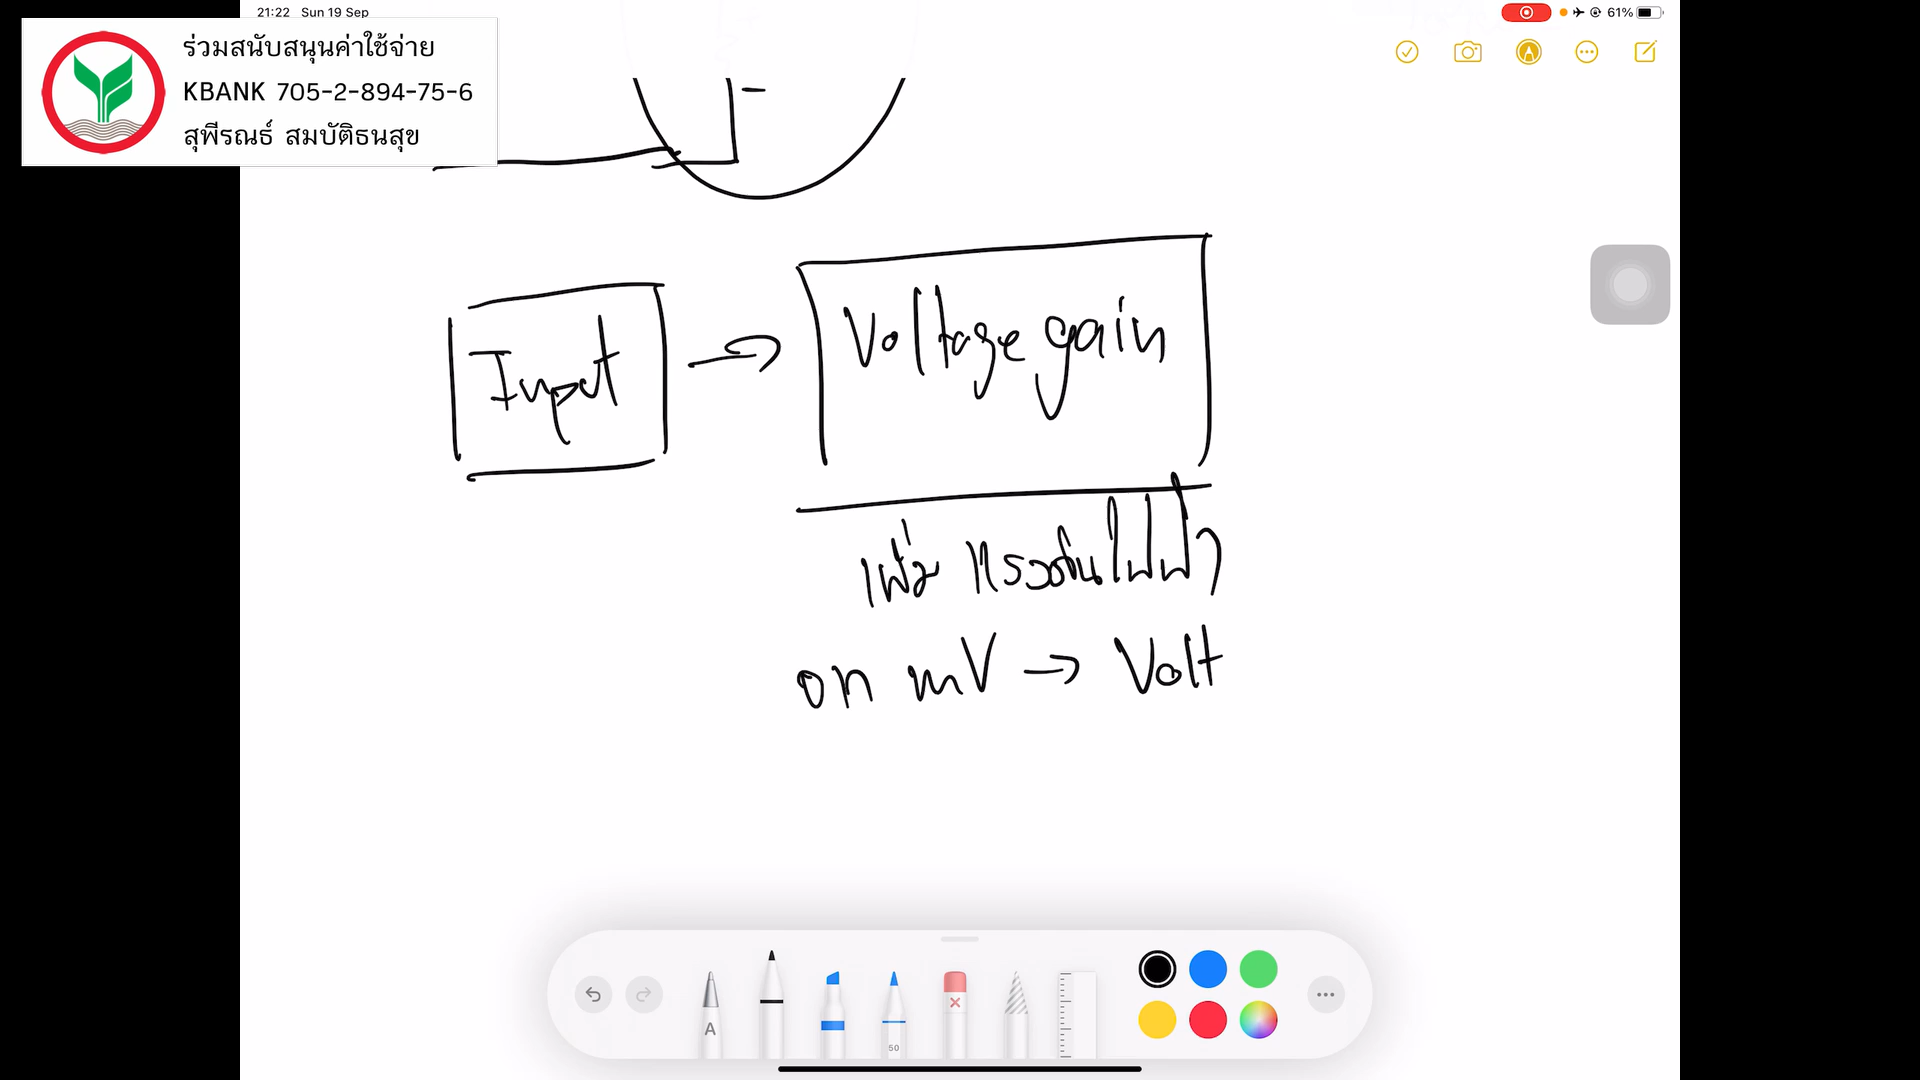 21:22 Sun 19 Sep
61%
ร่วมสนับสนุนค่าใช้จ่าย
KBANK 705-2-894-75-6
สุพีรณธ์ สมบัติธนสุข
Input
Voltage gain
เพิ่ม แรงดันไฟฟ้า
จาก mV → Volt
A
50